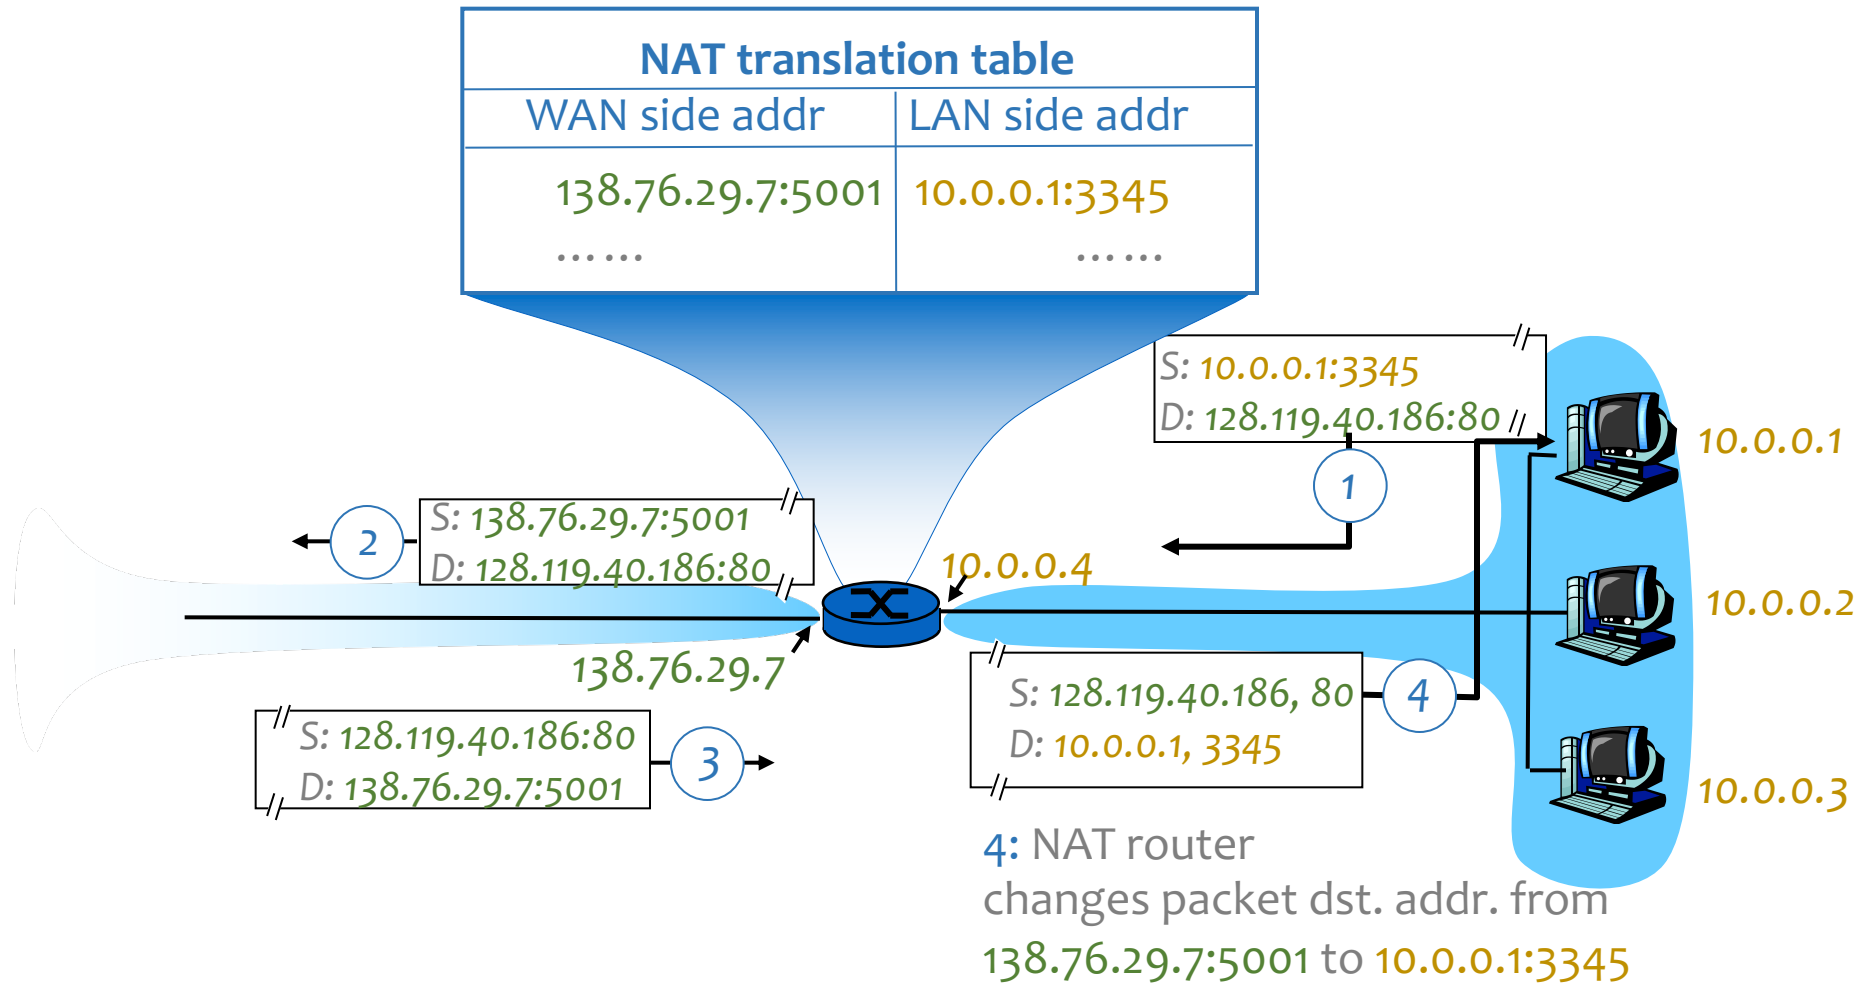 NAT translation table
WAN side addr LAN side addr
138.76.29.7:5001 10.0.0.1:3345
…… ……
S: 10.0.0.1:3345
D: 128.119.40.186:80
10.0.0.1
1
S: 138.76.29.7:5001
D: 128.119.40.186:80
2
10.0.0.4
10.0.0.2
138.76.29.7
S: 128.119.40.186, 80
D: 10.0.0.1, 3345
4
S: 128.119.40.186:80
D: 138.76.29.7:5001
3
10.0.0.3
4: NAT router
changes packet dst. addr. from
138.76.29.7:5001 to 10.0.0.1:3345